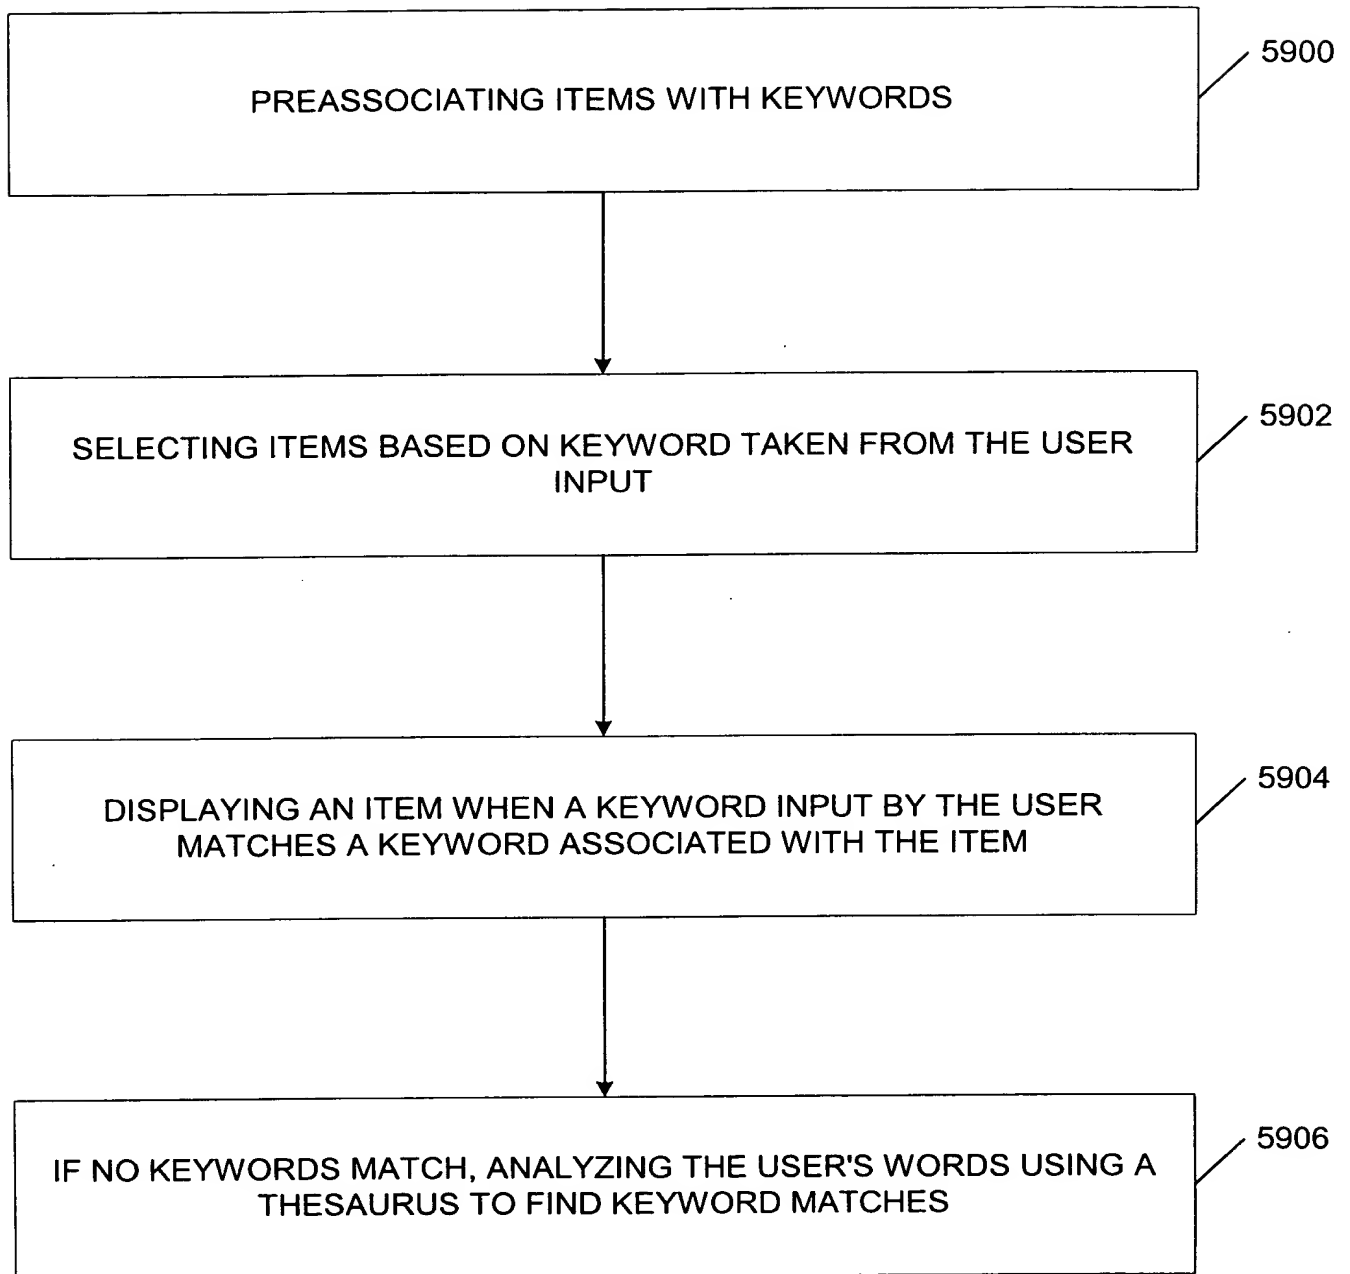 PREASSOCIATING ITEMS WITH KEYWORDS
5900
SELECTING ITEMS BASED ON KEYWORD TAKEN FROM THE USER
INPUT
5902
DISPLAYING AN ITEM WHEN A KEYWORD INPUT BY THE USER
MATCHES A KEYWORD ASSOCIATED WITH THE ITEM
5904
IF NO KEYWORDS MATCH, ANALYZING THE USER'S WORDS USING A
THESAURUS TO FIND KEYWORD MATCHES
5906